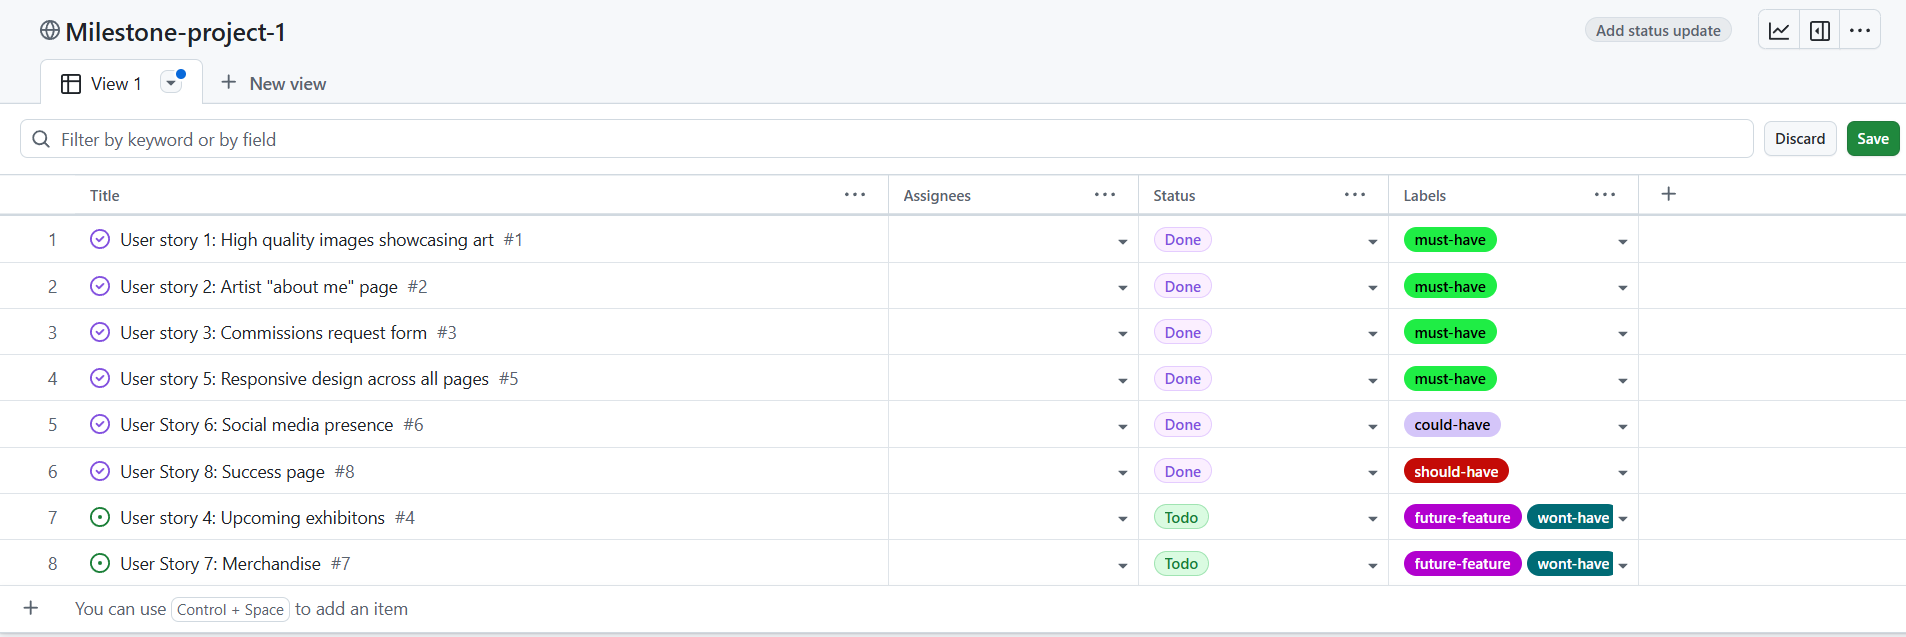 Milestone-project-1
Add status update
View 1
New view
Filter by keyword or by field
Discard
Save
Title Assignees Status Labels
1 User story 1: High quality images showcasing art #1 Done must-have
2 User story 2: Artist "about me" page #2 Done must-have
3 User story 3: Commissions request form #3 Done must-have
4 User story 5: Responsive design across all pages #5 Done must-have
5 User Story 6: Social media presence #6 Done could-have
6 User Story 8: Success page #8 Done should-have
7 User story 4: Upcoming exhibitons #4 Todo future-feature wont-have
8 User Story 7: Merchandise #7 Todo future-feature wont-have
You can use Control + Space to add an item